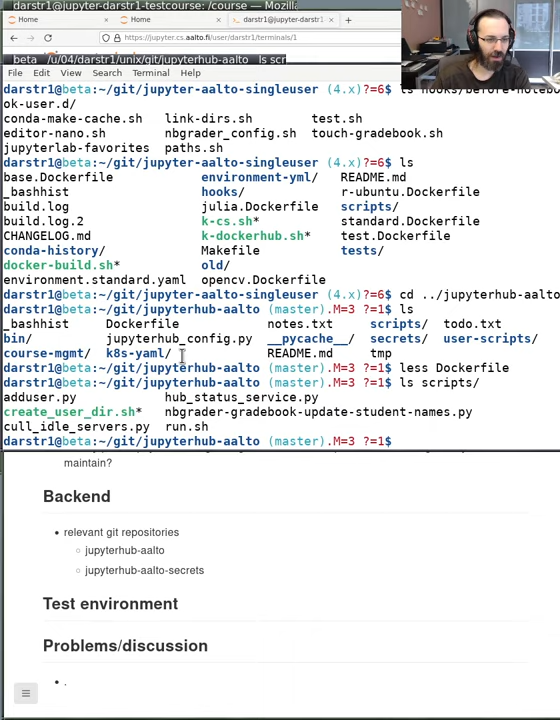 darstr1@jupyter-darstr1-testcourse: /course — Mozilla
Home × Home × darstr1@jupyter-darstr1-t
https://jupyter.cs.aalto.fi/user/darstr1/terminals/1
beta /u/04/darstr1/unix/git/jupyterhub-aalto ls scr
File Edit View Search Terminal Help
darstr1@beta:~/git/jupyter-aalto-singleuser (4.x)?=6$ ls hooks/before-notebo
ok-user.d/
conda-make-cache.sh link-dirs.sh test.sh
editor-nano.sh nbgrader_config.sh touch-gradebook.sh
jupyterlab-favorites paths.sh
darstr1@beta:~/git/jupyter-aalto-singleuser (4.x)?=6$ ls
base.Dockerfile environment-yml/ README.md
_bashhist hooks/ r-ubuntu.Dockerfile
build.log julia.Dockerfile scripts/
build.log.2 k-cs.sh* standard.Dockerfile
CHANGELOG.md k-dockerhub.sh* test.Dockerfile
conda-history/ Makefile tests/
docker-build.sh* old/
environment.standard.yaml opencv.Dockerfile
darstr1@beta:~/git/jupyter-aalto-singleuser (4.x)?=6$ cd ../jupyterhub-aalto
darstr1@beta:~/git/jupyterhub-aalto (master).M=3 ?=1$ ls
_bashhist Dockerfile notes.txt scripts/ todo.txt
bin/ jupyterhub_config.py __pycache__/ secrets/ user-scripts/
course-mgmt/ k8s-yaml/ README.md tmp
darstr1@beta:~/git/jupyterhub-aalto (master).M=3 ?=1$ less Dockerfile
darstr1@beta:~/git/jupyterhub-aalto (master).M=3 ?=1$ ls scripts/
adduser.py hub_status_service.py
create_user_dir.sh* nbgrader-gradebook-update-student-names.py
cull_idle_servers.py run.sh
darstr1@beta:~/git/jupyterhub-aalto (master).M=3 ?=1$
maintain?
Backend
• relevant git repositories
○ jupyterhub-aalto
○ jupyterhub-aalto-secrets
Test environment
Problems/discussion
• .